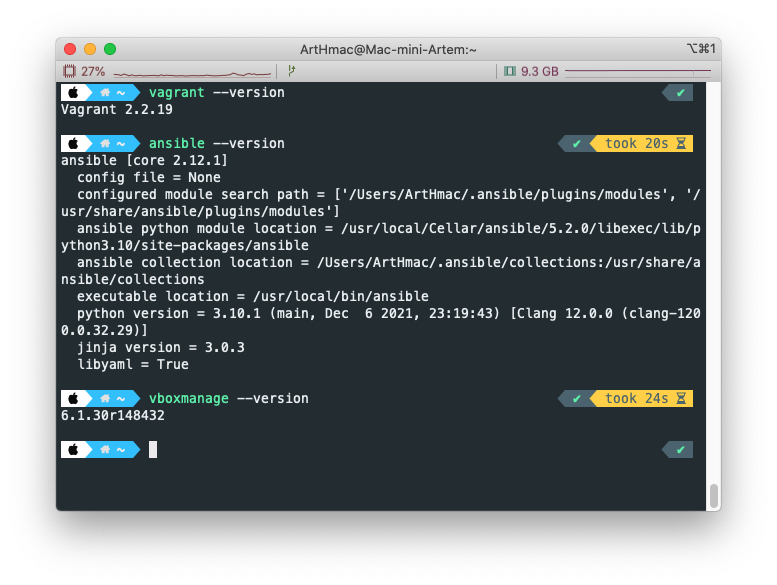 ArtHmac@Mac-mini-Artem:~ ⌥⌘1
27% 9.3 GB
~ vagrant --version ✔
Vagrant 2.2.19
~ ansible --version ✔ took 20s
ansible [core 2.12.1]
  config file = None
  configured module search path = ['/Users/ArtHmac/.ansible/plugins/modules', '/
usr/share/ansible/plugins/modules']
  ansible python module location = /usr/local/Cellar/ansible/5.2.0/libexec/lib/p
ython3.10/site-packages/ansible
  ansible collection location = /Users/ArtHmac/.ansible/collections:/usr/share/a
nsible/collections
  executable location = /usr/local/bin/ansible
  python version = 3.10.1 (main, Dec  6 2021, 23:19:43) [Clang 12.0.0 (clang-120
0.0.32.29)]
  jinja version = 3.0.3
  libyaml = True
~ vboxmanage --version ✔ took 24s
6.1.30r148432
~ ✔